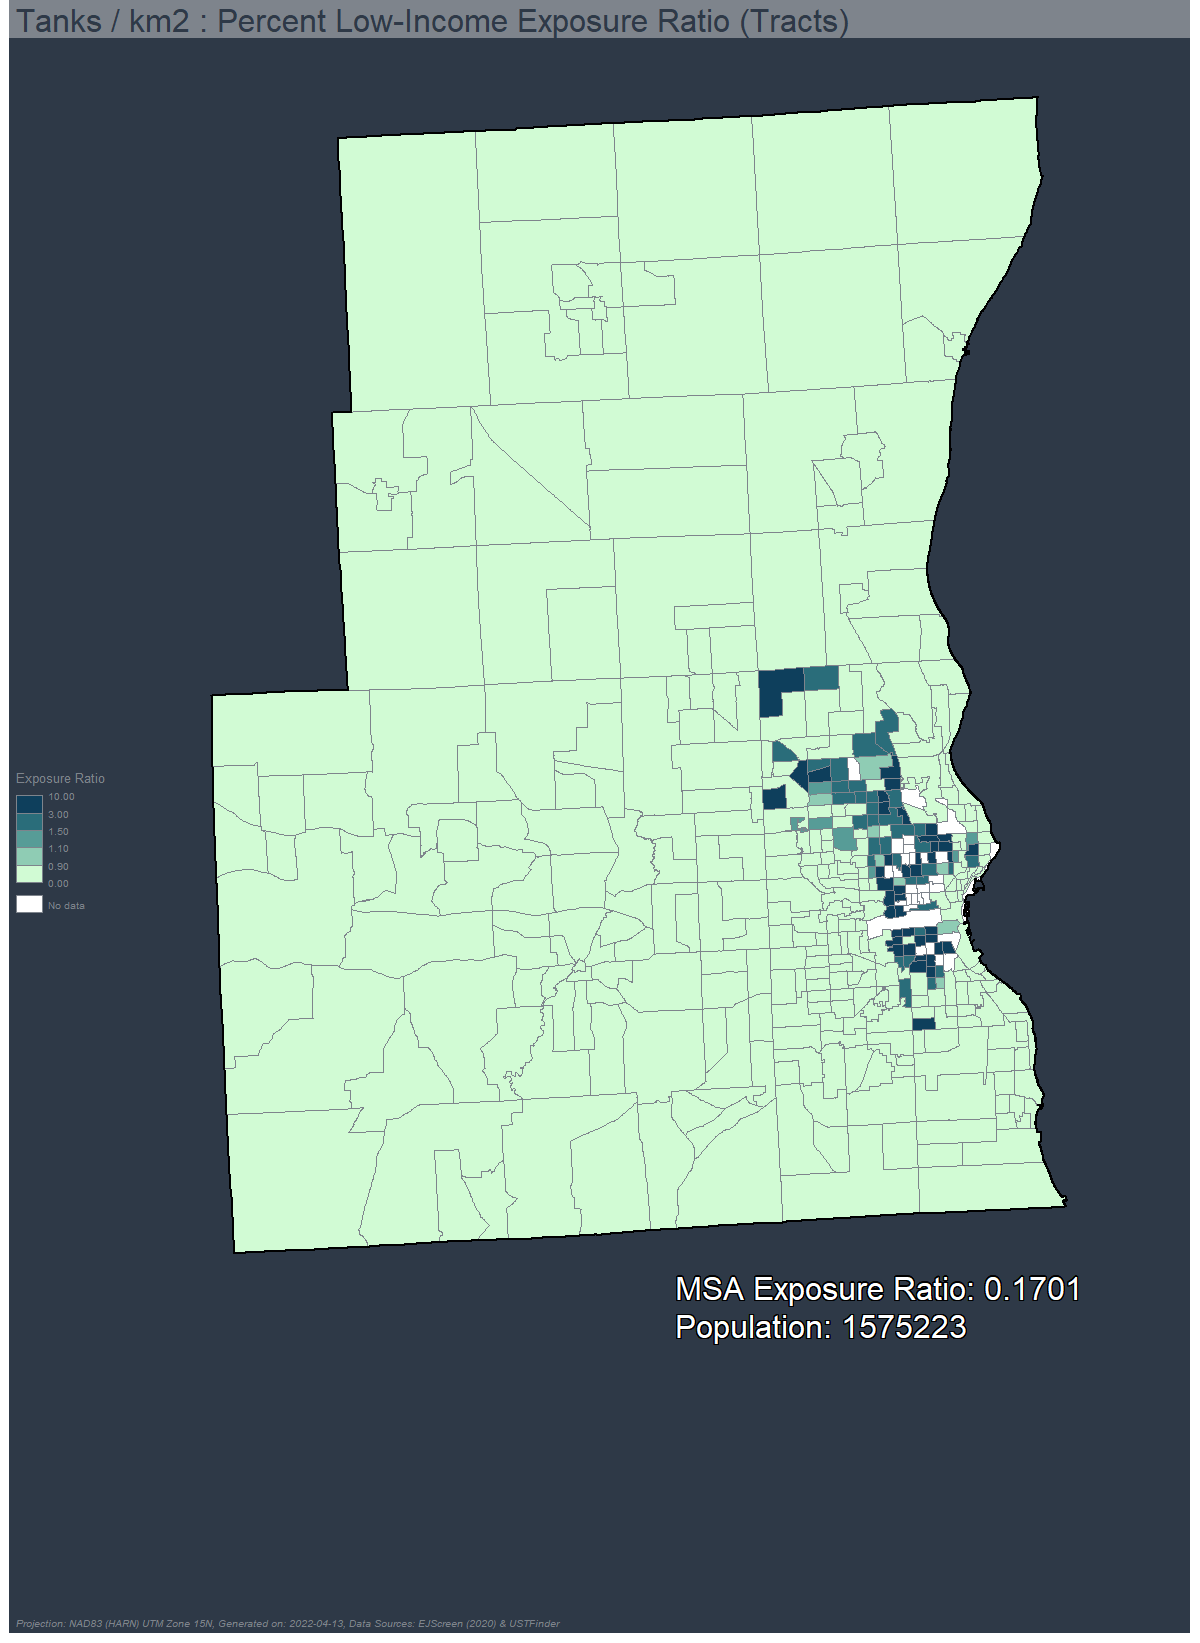 Tanks / km2 : Percent Low-Income Exposure Ratio (Tracts)
Exposure Ratio
10.00
3.00
1.50
1.10
0.90
0.00
No data
MSA Exposure Ratio: 0.1701
Population: 1575223
Projection: NAD83 (HARN) UTM Zone 15N, Generated on: 2022-04-13, Data Sources: EJScreen (2020) & USTFinder